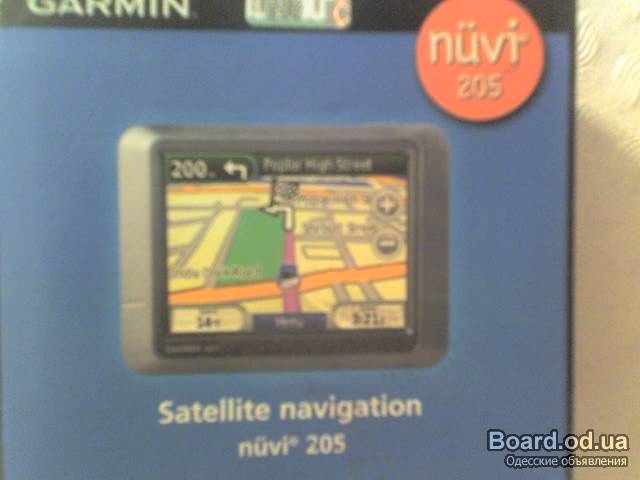 GARMIN
nüvi
205
200 Poplar High Street
Menu
Satellite navigation
nüvi® 205
Board.od.ua
Одесские объявления